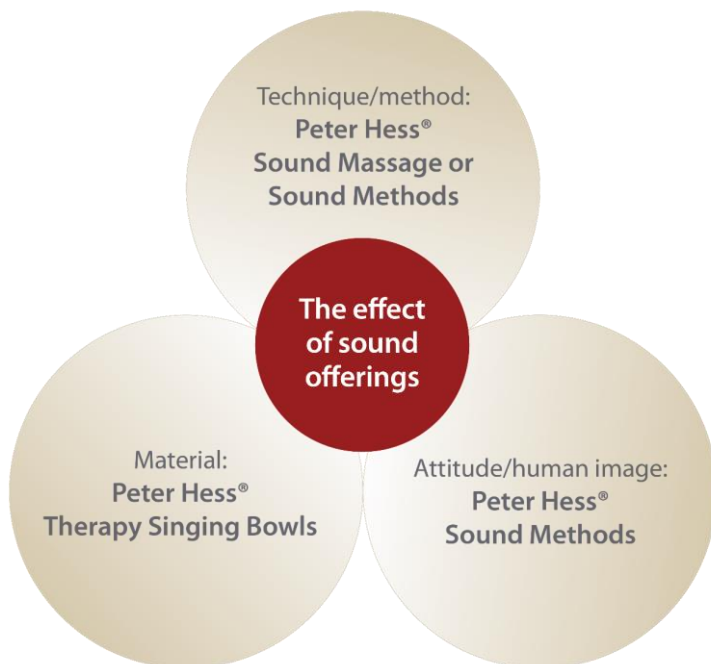 Technique/method:
Peter Hess®
Sound Massage or
Sound Methods
The effect
of sound
offerings
Material:
Peter Hess®
Therapy Singing Bowls
Attitude/human image:
Peter Hess®
Sound Methods